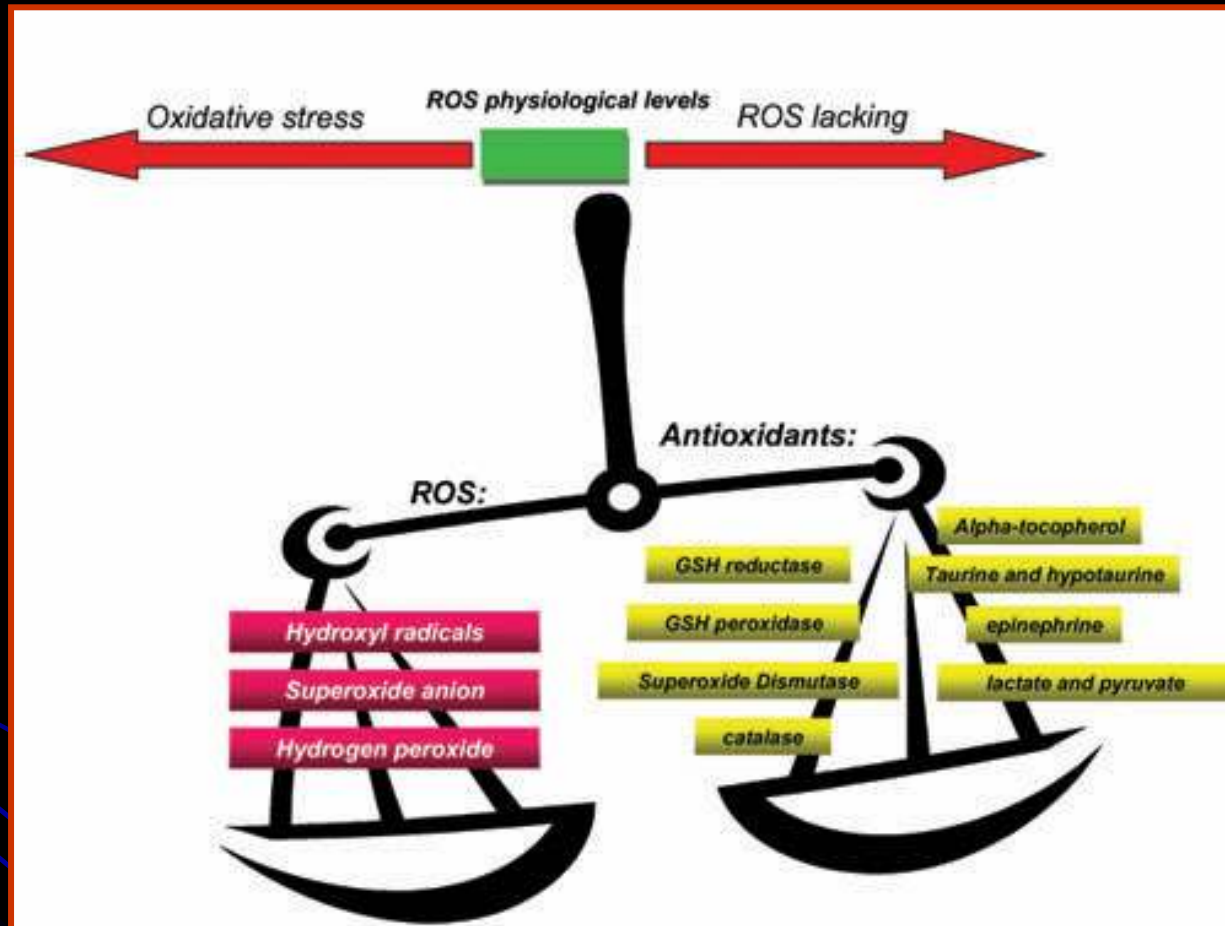 ROS physiological levels
Oxidative stress
ROS lacking
Antioxidants:
ROS:
Alpha-tocopherol
GSH reductase
Taurine and hypotaurine
GSH peroxidase
epinephrine
Hydroxyl radicals
Superoxide Dismutase
lactate and pyruvate
Superoxide anion
catalase
Hydrogen peroxide